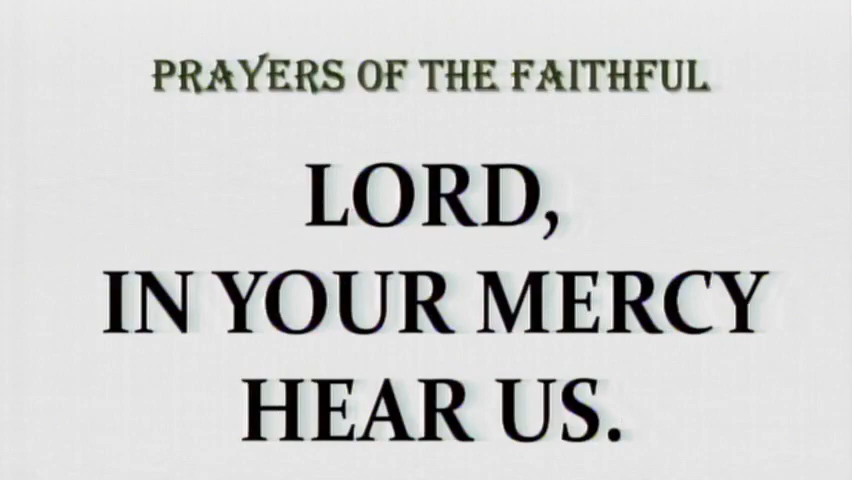 PRAYERS OF THE FAITHFUL
LORD,
IN YOUR MERCY
HEAR US.